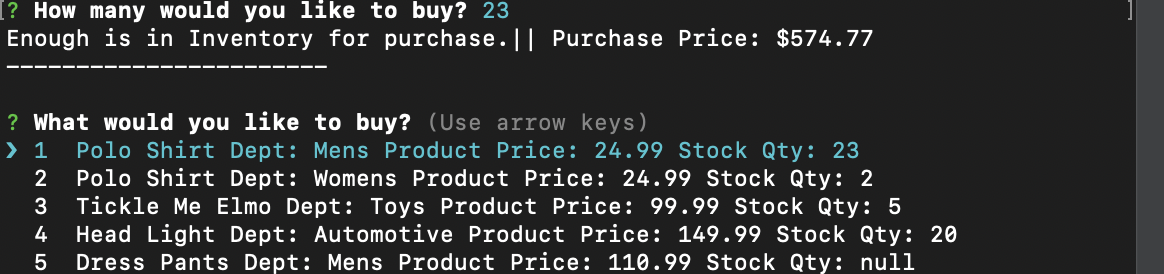 [? How many would you like to buy? 23 ]
Enough is in Inventory for purchase.|| Purchase Price: $574.77
-----------------------
? What would you like to buy? (Use arrow keys)
❯ 1 Polo Shirt Dept: Mens Product Price: 24.99 Stock Qty: 23
2 Polo Shirt Dept: Womens Product Price: 24.99 Stock Qty: 2
3 Tickle Me Elmo Dept: Toys Product Price: 99.99 Stock Qty: 5
4 Head Light Dept: Automotive Product Price: 149.99 Stock Qty: 20
5 Dress Pants Dept: Mens Product Price: 110.99 Stock Qty: null